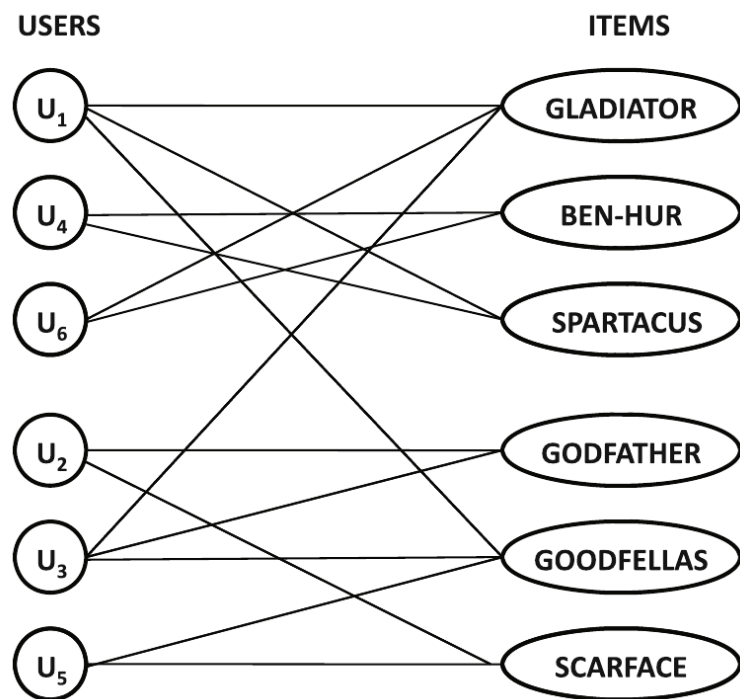 USERS ITEMS
U1 GLADIATOR
U4 BEN-HUR
U6 SPARTACUS
U2 GODFATHER
U3 GOODFELLAS
U5 SCARFACE